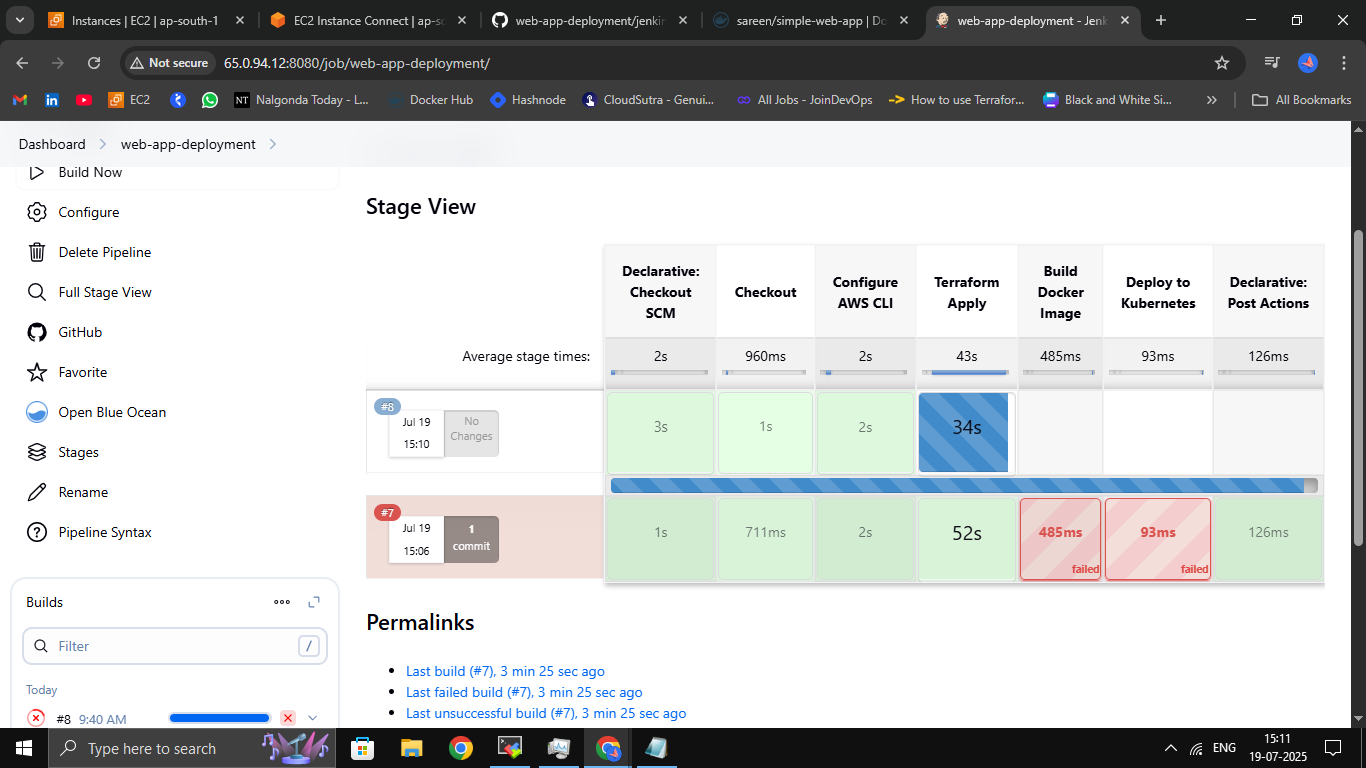 Instances | EC2 | ap-south-1
EC2 Instance Connect | ap-sc
web-app-deployment/jenkin
sareen/simple-web-app | Do
web-app-deployment - Jenk
Not secure
65.0.94.12:8080/job/web-app-deployment/
EC2
NT
Nalgonda Today - L...
Docker Hub
Hashnode
CloudSutra - Genui...
All Jobs - JoinDevOps
How to use Terrafor...
Black and White Si...
All Bookmarks
Dashboard
web-app-deployment
Build Now
Configure
Delete Pipeline
Full Stage View
GitHub
Favorite
Open Blue Ocean
Stages
Rename
Pipeline Syntax
Builds
Filter
/
Today
#8 9:40 AM
Stage View
Declarative:
Checkout
SCM
Checkout
Configure
AWS CLI
Terraform
Apply
Build
Docker
Image
Deploy to
Kubernetes
Declarative:
Post Actions
Average stage times:
2s
960ms
2s
43s
485ms
93ms
126ms
#8
Jul 19
15:10
No
Changes
3s
1s
2s
34s
#7
Jul 19
15:06
1
commit
1s
711ms
2s
52s
485ms
failed
93ms
failed
126ms
Permalinks
Last build (#7), 3 min 25 sec ago
Last failed build (#7), 3 min 25 sec ago
Last unsuccessful build (#7), 3 min 25 sec ago
Type here to search
ENG
15:11
19-07-2025